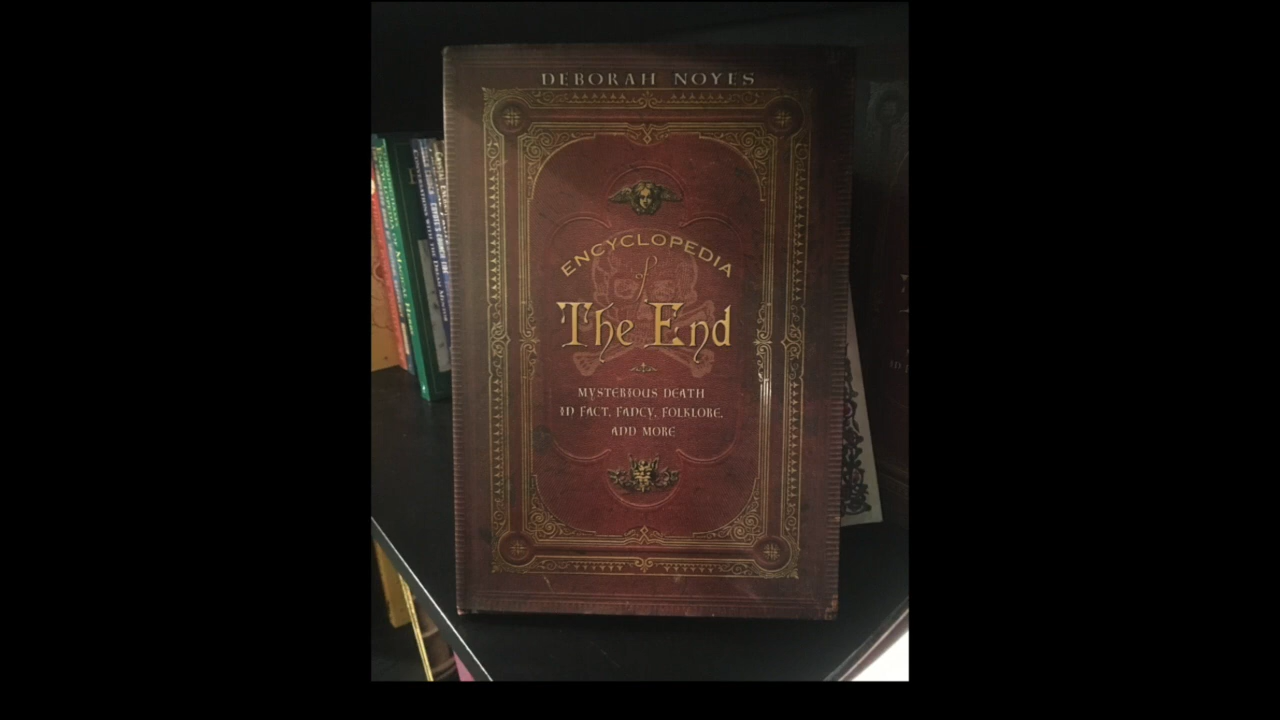 DEBORAH NOYES
ENCYCLOPEDIA
of
The End
MYSTERIOUS DEATH
IN FACT, FANCY, FOLKLORE,
AND MORE